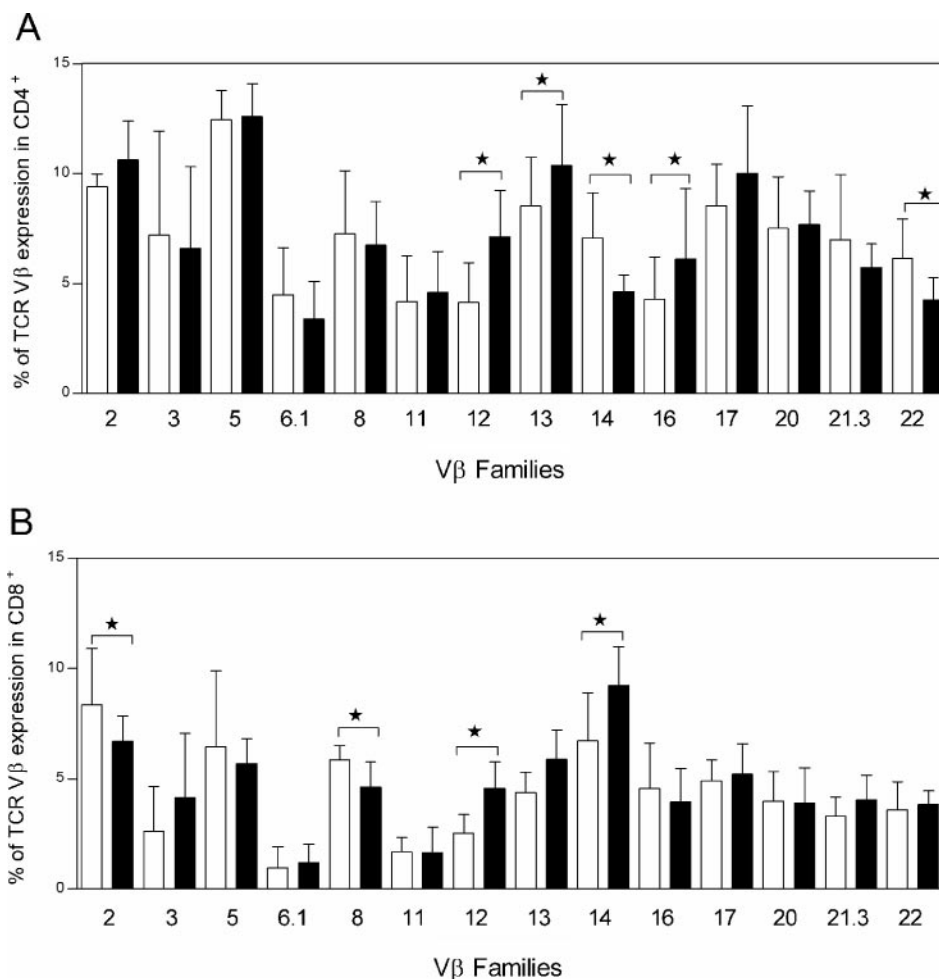 A
% of TCR Vβ expression in CD4 +
15
10
5
0
2 3 5 6.1 8 11 12 13 14 16 17 20 21.3 22
Vβ Families
B
% of TCR Vβ expression in CD8 +
15
10
5
0
2 3 5 6.1 8 11 12 13 14 16 17 20 21.3 22
Vβ Families